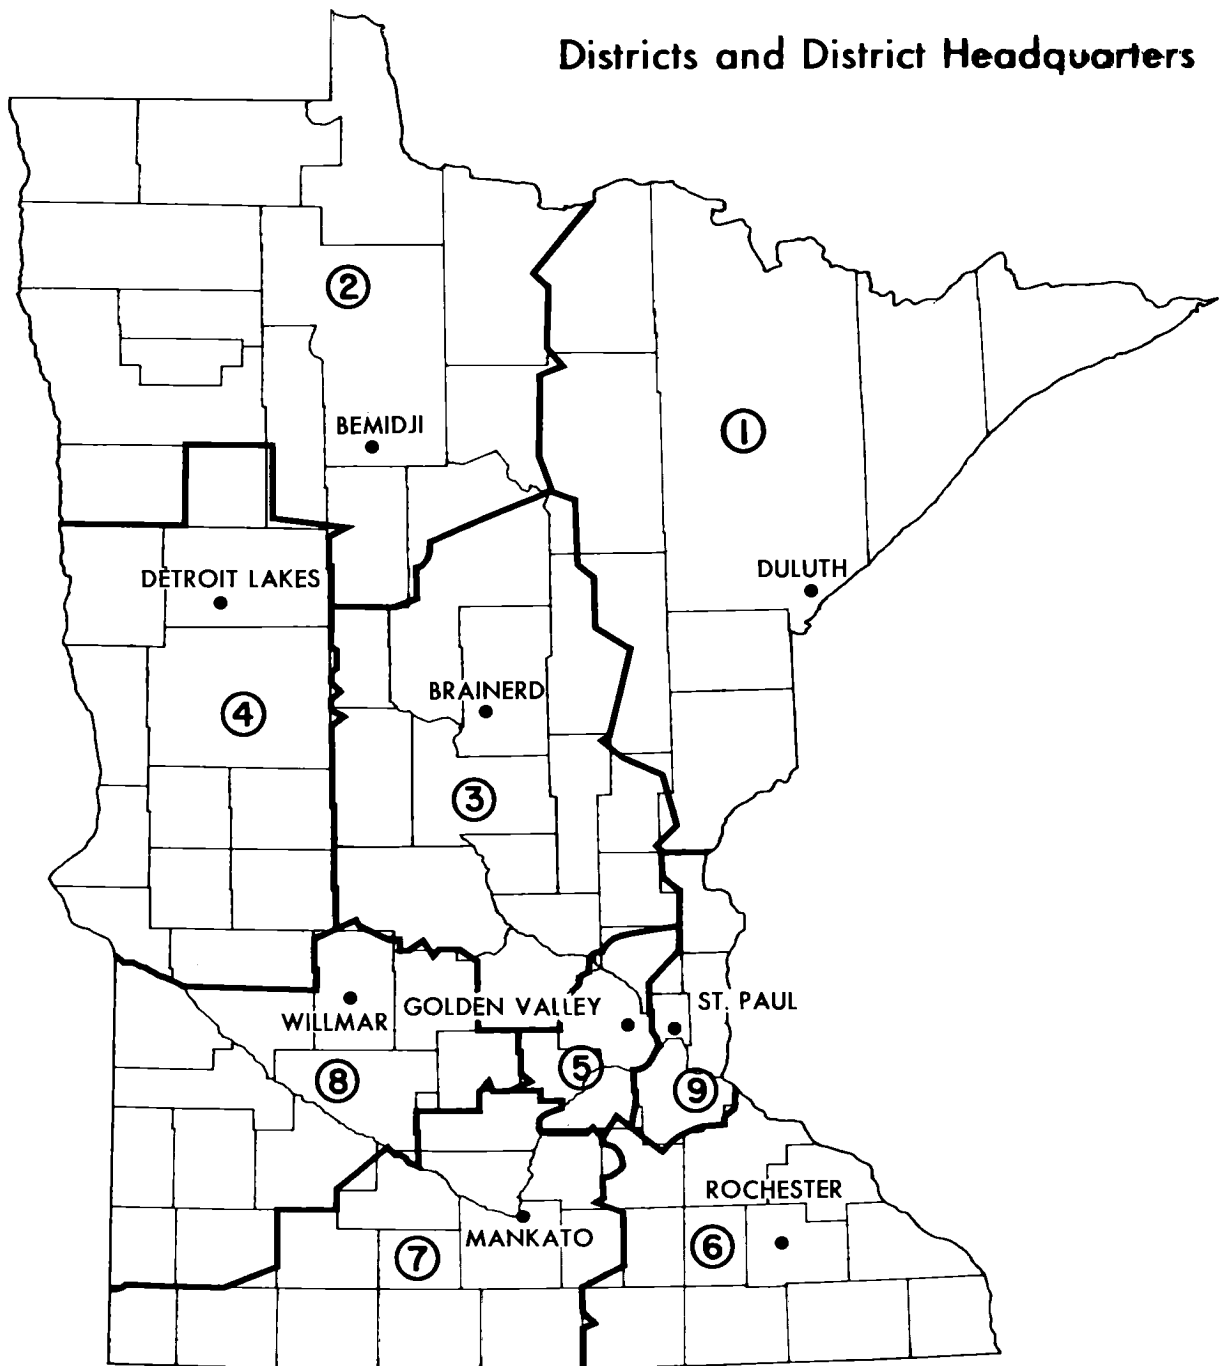 Districts and District Headquarters
2
BEMIDJI
1
DULUTH
DETROIT LAKES
BRAINERD
4
3
GOLDEN VALLEY
ST. PAUL
WILLMAR
5
8
9
ROCHESTER
MANKATO
7
6